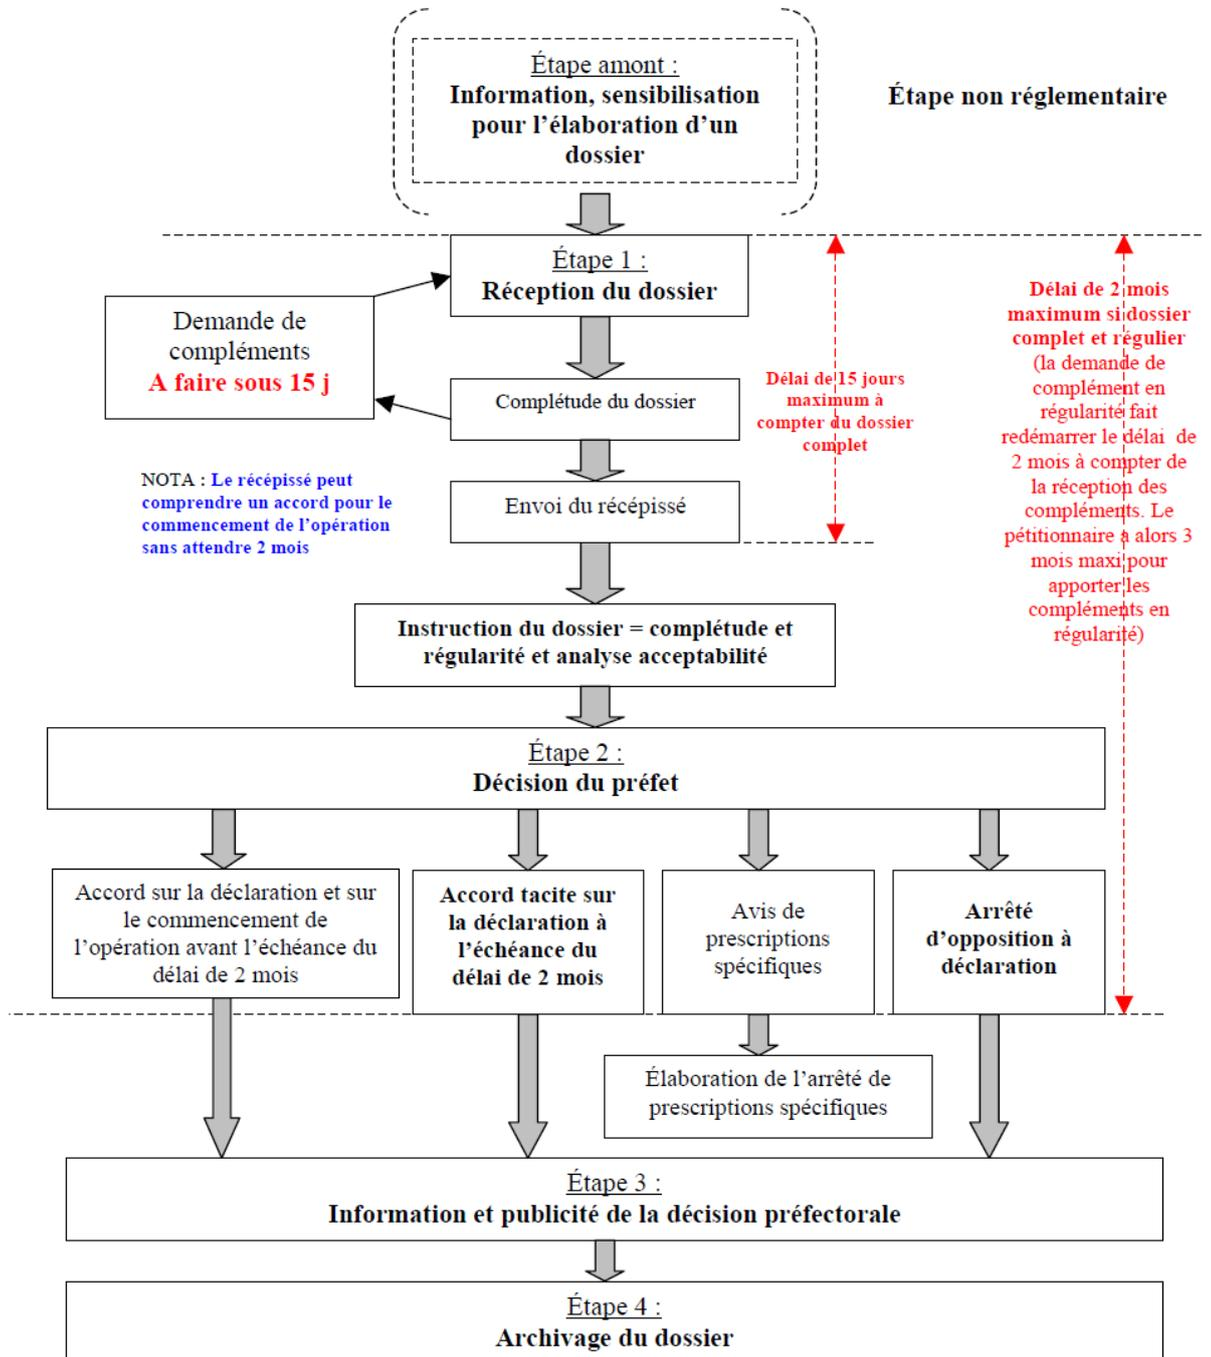 Étape amont :
Information, sensibilisation
pour l’élaboration d’un
dossier
Étape non réglementaire
Étape 1 :
Réception du dossier
Demande de
compléments
A faire sous 15 j
Complétude du dossier
Délai de 15 jours
maximum à
compter du dossier
complet
Délai de 2 mois
maximum si dossier
complet et régulier
(la demande de
complément en
régularité fait
redémarrer le délai de
2 mois à compter de
la réception des
compléments. Le
pétitionnaire a alors 3
mois maxi pour
apporter les
compléments en
régularité)
NOTA : Le récépissé peut
comprendre un accord pour le
commencement de l’opération
sans attendre 2 mois
Envoi du récépissé
Instruction du dossier = complétude et
régularité et analyse acceptabilité
Étape 2 :
Décision du préfet
Accord sur la déclaration et sur
le commencement de
l’opération avant l’échéance du
délai de 2 mois
Accord tacite sur
la déclaration à
l’échéance du
délai de 2 mois
Avis de
prescriptions
spécifiques
Arrêté
d’opposition à
déclaration
Élaboration de l’arrêté de
prescriptions spécifiques
Étape 3 :
Information et publicité de la décision préfectorale
Étape 4 :
Archivage du dossier